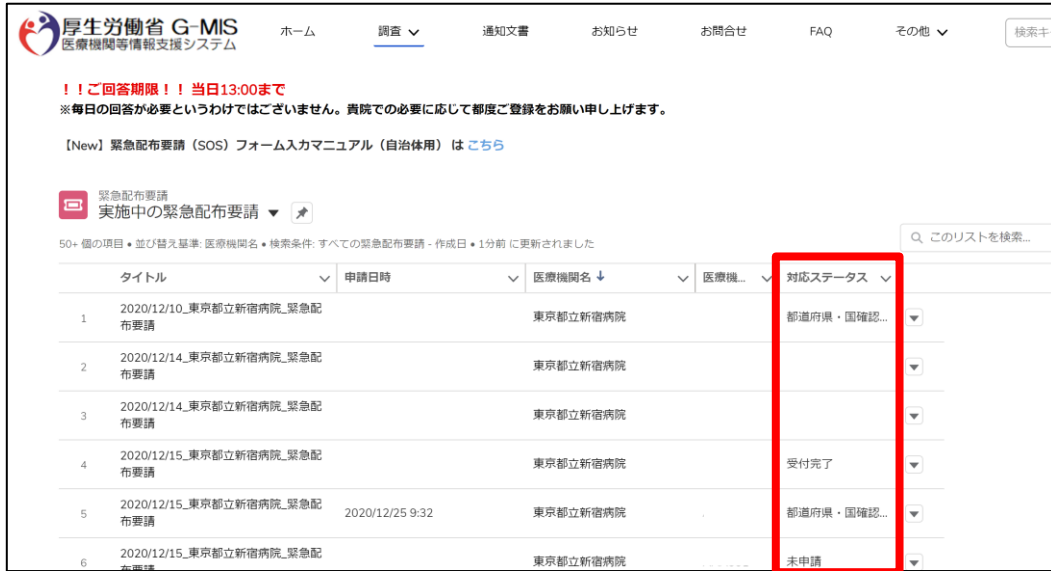 厚生労働省 G-MIS
医療機関等情報支援システム
ホーム 調査 通知文書 お知らせ お問合せ FAQ その他 検索キー
！！ご回答期限！！ 当日13:00まで
※毎日の回答が必要というわけではございません。貴院での必要に応じて都度ご登録をお願い申し上げます。
【New】緊急配布要請（SOS）フォーム入力マニュアル（自治体用） は こちら
緊急配布要請
実施中の緊急配布要請
50+ 個の項目 • 並び替え基準: 医療機関名 • 検索条件: すべての緊急配布要請 - 作成日 • 1分前 に更新されました
このリストを検索...
タイトル 申請日時 医療機関名 ↓ 医療機... 対応ステータス
1 2020/12/10_東京都立新宿病院_緊急配 東京都立新宿病院 都道府県・国確認...
布要請
2 2020/12/14_東京都立新宿病院_緊急配 東京都立新宿病院
布要請
3 2020/12/14_東京都立新宿病院_緊急配 東京都立新宿病院
布要請
4 2020/12/15_東京都立新宿病院_緊急配 東京都立新宿病院 受付完了
布要請
5 2020/12/15_東京都立新宿病院_緊急配 2020/12/25 9:32 東京都立新宿病院 都道府県・国確認...
布要請
6 2020/12/15_東京都立新宿病院_緊急配 東京都立新宿病院 未申請
布要請